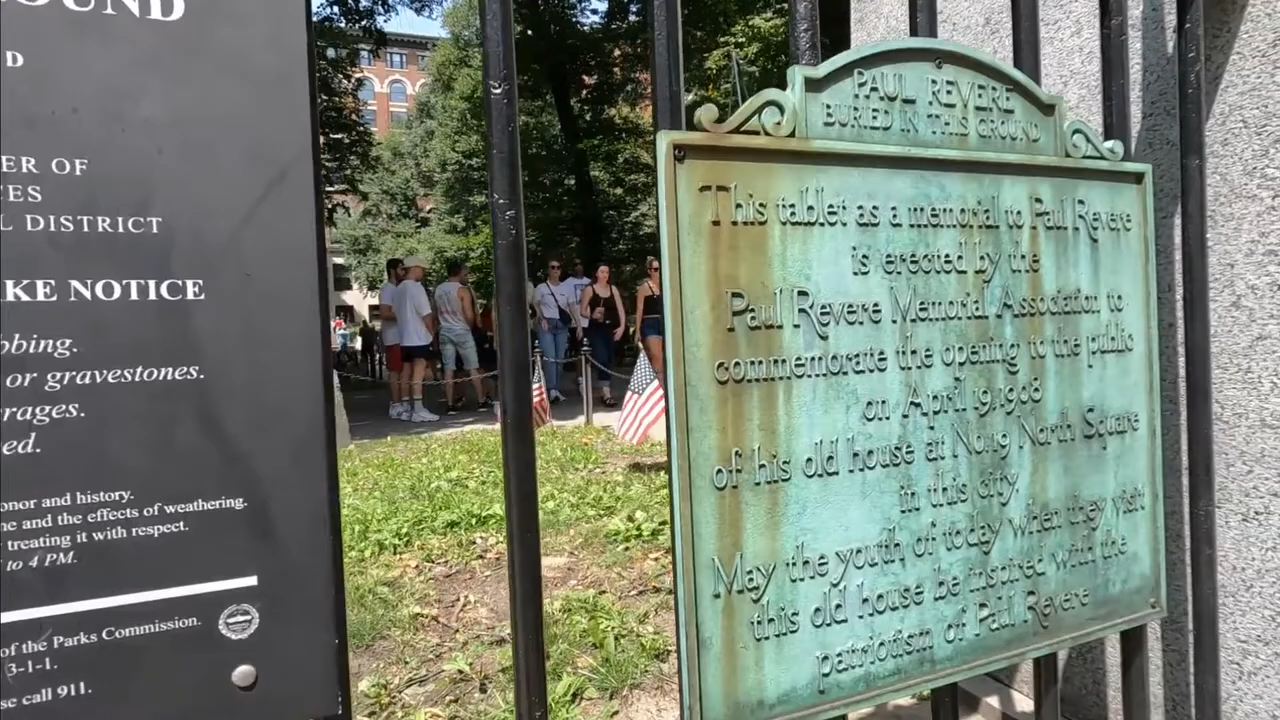 OUND
D
ER OF
CES
L DISTRICT
KE NOTICE
bbing.
or gravestones.
rages.
ed.
onor and history.
ne and the effects of weathering.
treating it with respect.
to 4 PM.
of the Parks Commission.
3-1-1.
se call 911.
PAUL REVERE
BURIED IN THIS GROUND
This tablet as a memorial to Paul Revere
is erected by the
Paul Revere Memorial Association to
commemorate the opening to the public
on April 19, 1908
of his old house at No. 19 North Square
in this city.
May the youth of today when they visit
this old house be inspired with the
patriotism of Paul Revere